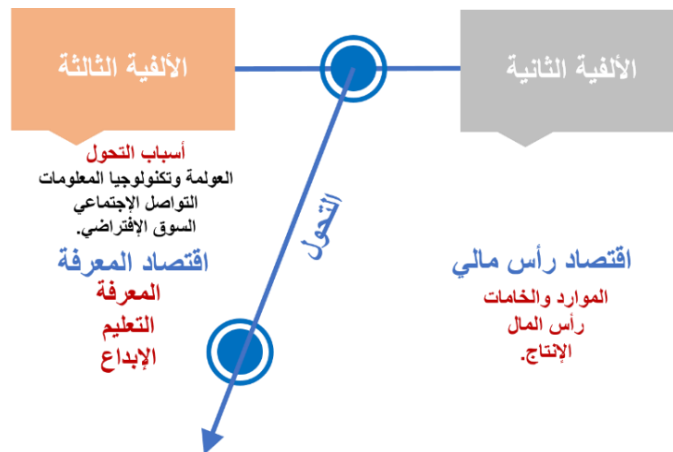 الألفية الثانية
اقتصاد رأس مالي
الموارد والخامات
رأس المال
الإنتاج.
التحول
الألفية الثالثة
أسباب التحول
العولمة وتكنولوجيا المعلومات
التواصل الإجتماعي
السوق الإفتراضي.
اقتصاد المعرفة
المعرفة
التعليم
الإبداع